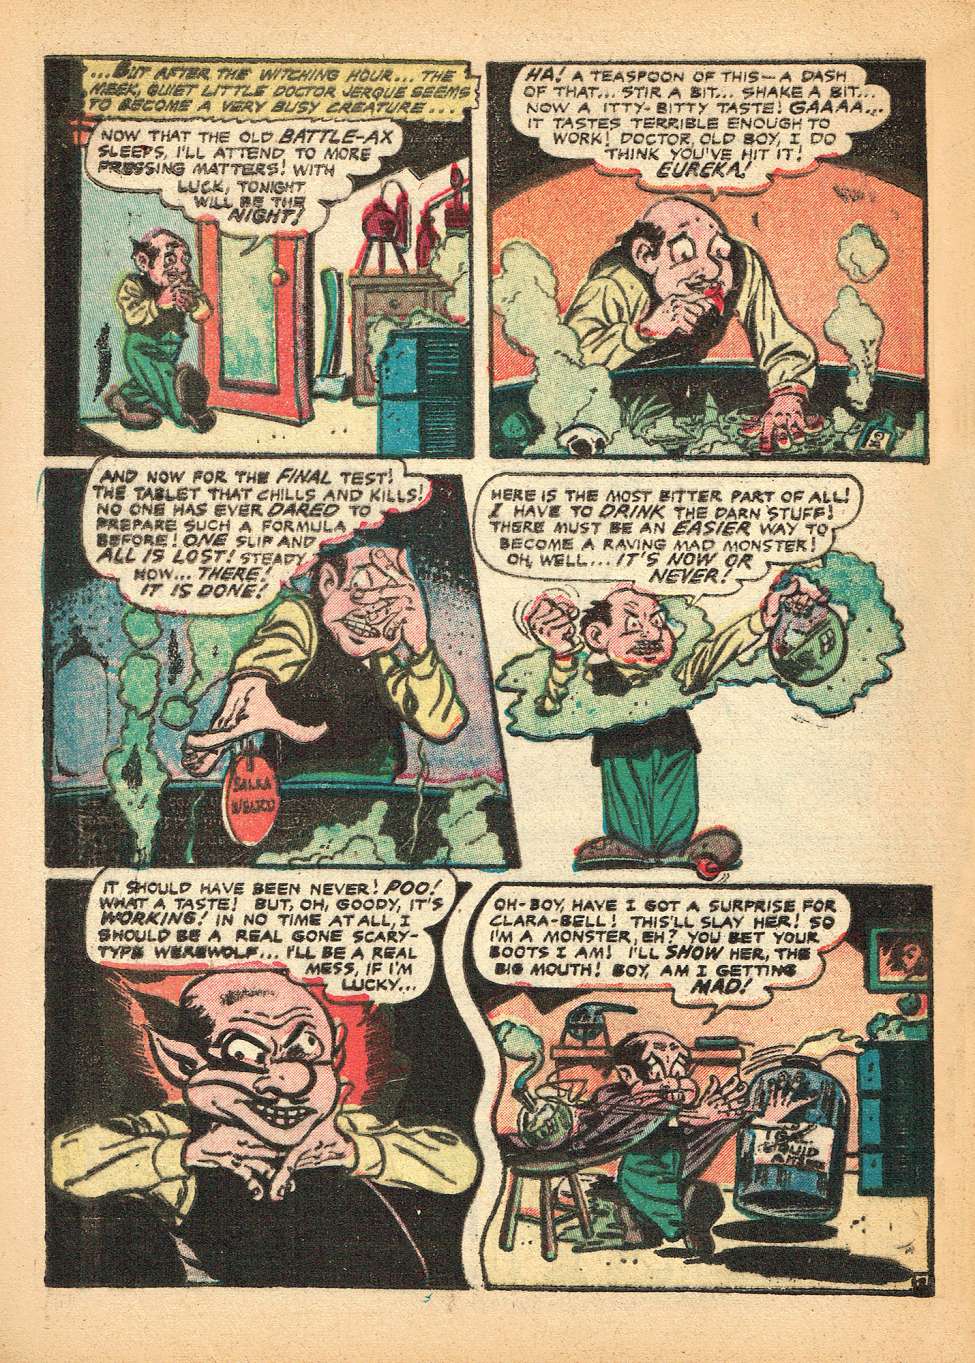 ...BUT AFTER THE WITCHING HOUR... THE
MEEK, QUIET LITTLE DOCTOR JERQUE SEEMS
TO BECOME A VERY BUSY CREATURE...
NOW THAT THE OLD BATTLE-AX
SLEEPS, I'LL ATTEND TO MORE
PRESSING MATTERS! WITH
LUCK, TONIGHT
WILL BE THE
NIGHT!
HA! A TEASPOON OF THIS— A DASH
OF THAT... STIR A BIT... SHAKE A BIT...
NOW A ITTY-BITTY TASTE! GAAAA...
IT TASTES TERRIBLE ENOUGH TO
WORK! DOCTOR, OLD BOY, I DO
THINK YOU'VE HIT IT!
EUREKA!
AND NOW FOR THE FINAL TEST!
THE TABLET THAT CHILLS AND KILLS!
NO ONE HAS EVER DARED TO
PREPARE SUCH A FORMULA
BEFORE! ONE SLIP AND
ALL IS LOST! STEADY
NOW... THERE!
IT IS DONE!
HERE IS THE MOST BITTER PART OF ALL!
I HAVE TO DRINK THE DARN STUFF!
THERE MUST BE AN EASIER WAY TO
BECOME A RAVING MAD MONSTER!
OH, WELL... IT'S NOW OR
NEVER!
IT SHOULD HAVE BEEN NEVER! POO!
WHAT A TASTE! BUT, OH, GOODY, IT'S
WORKING! IN NO TIME AT ALL, I
SHOULD BE A REAL GONE SCARY-
TYPE WEREWOLF... I'LL BE A REAL
MESS, IF I'M
LUCKY...
OH-BOY, HAVE I GOT A SURPRISE FOR
CLARA-BELL! THIS'LL SLAY HER! SO
I'M A MONSTER, EH? YOU BET YOUR
BOOTS I AM! I'LL SHOW HER, THE
BIG MOUTH! BOY, AM I GETTING
MAD!
LIQUID